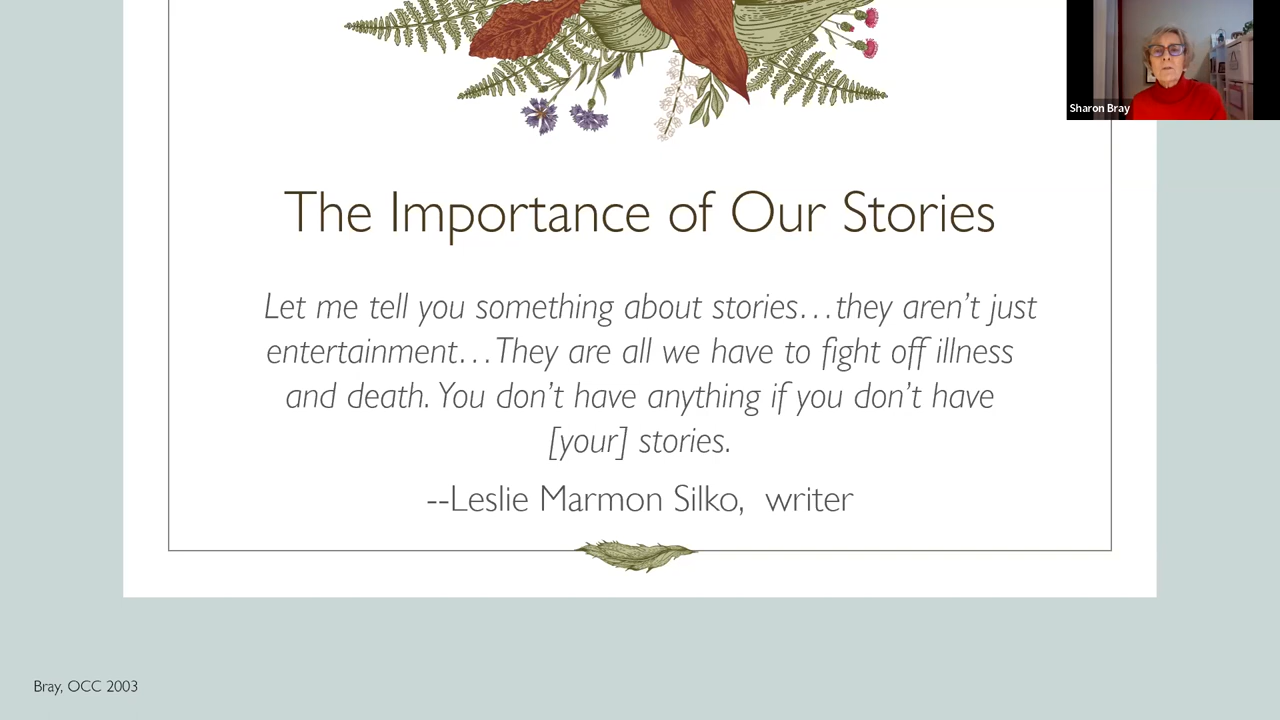 Sharon Bray
The Importance of Our Stories
Let me tell you something about stories…they aren’t just
entertainment…They are all we have to fight off illness
and death. You don’t have anything if you don’t have
[your] stories.
--Leslie Marmon Silko,  writer
Bray, OCC 2003